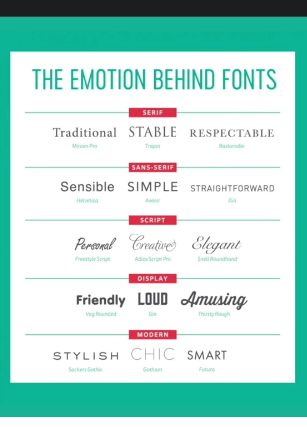 THE EMOTION BEHIND FONTS
SERIF
Traditional STABLE RESPECTABLE
Minion Pro Trajan Baskerville
SANS-SERIF
Sensible SIMPLE STRAIGHTFORWARD
Helvetica Avenir Din
SCRIPT
Personal Creative Elegant
Freestyle Script Adios Script Pro Snell Roundhand
DISPLAY
Friendly LOUD Amusing
Vag Rounded Gin Thirsty Rough
MODERN
STYLISH CHIC SMART
Sackers Gothic Gotham Futura